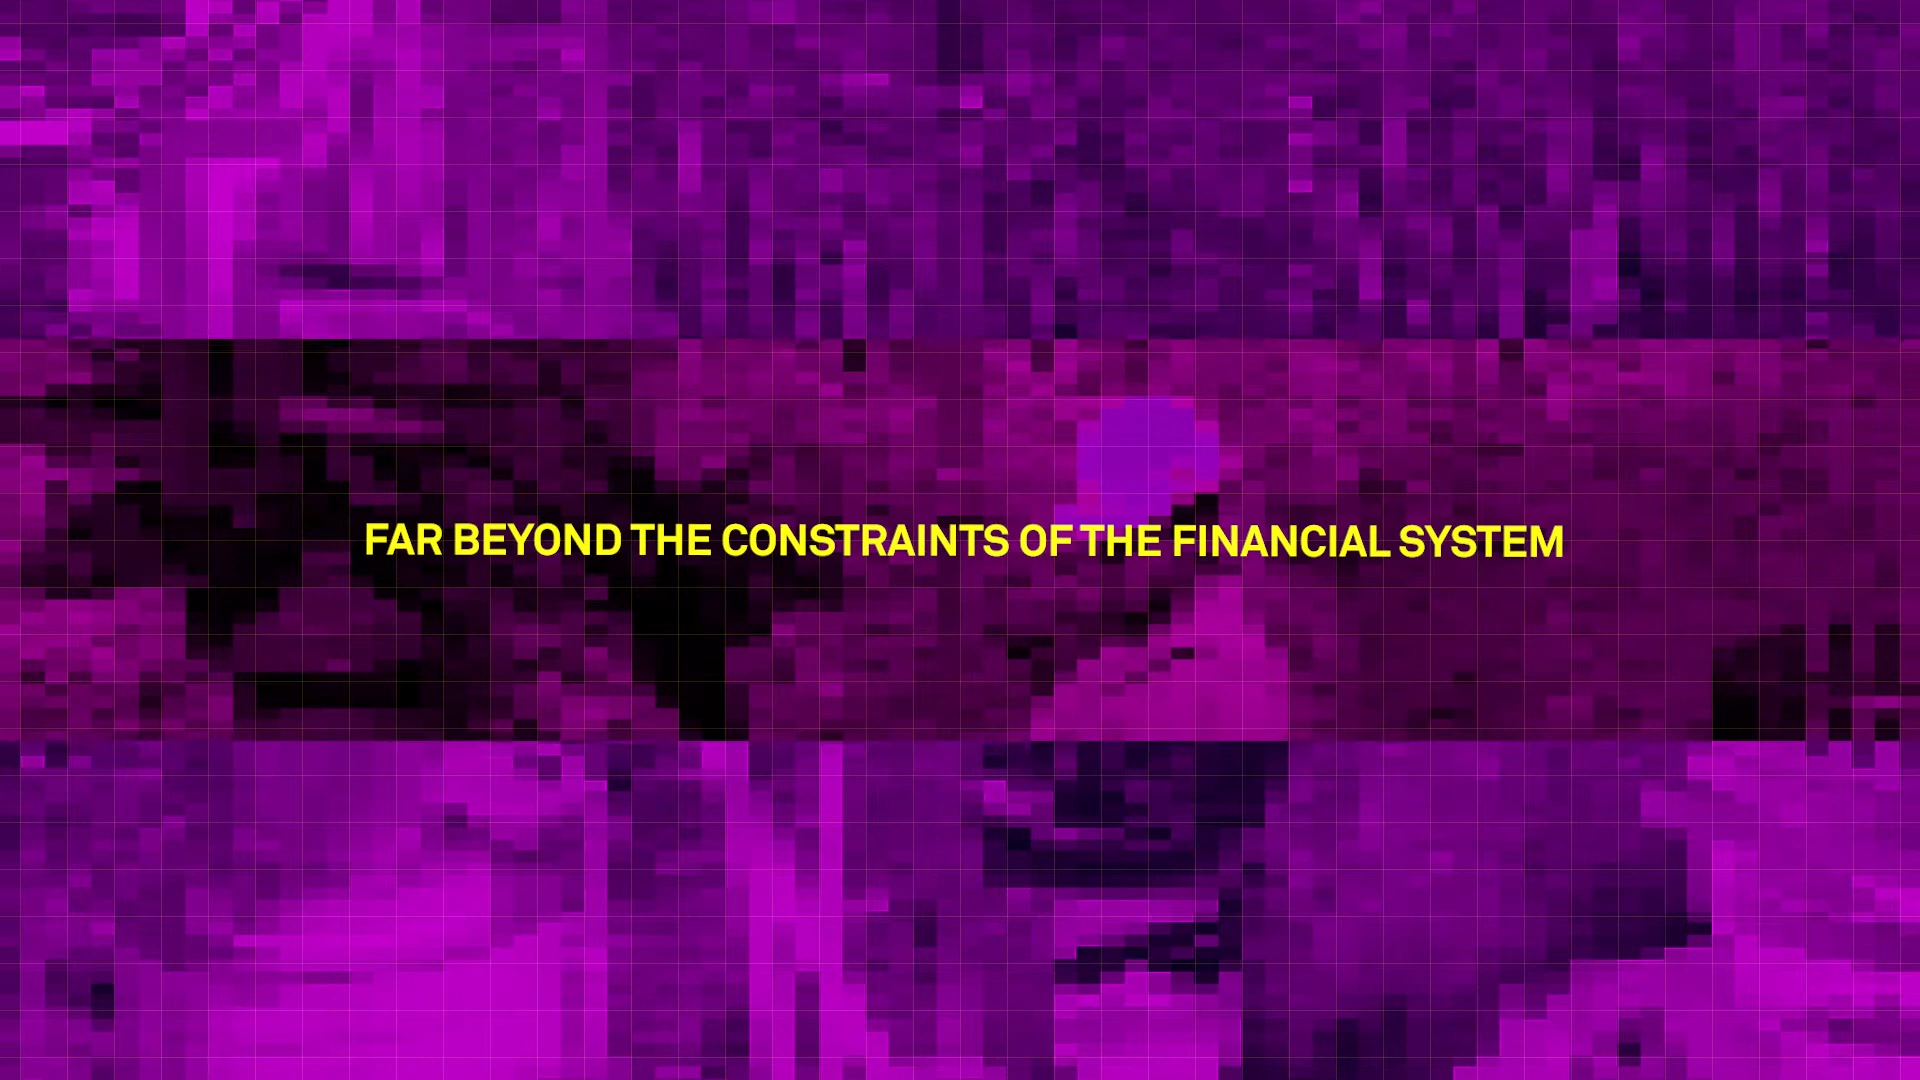 FAR BEYOND THE CONSTRAINTS OF THE FINANCIAL SYSTEM